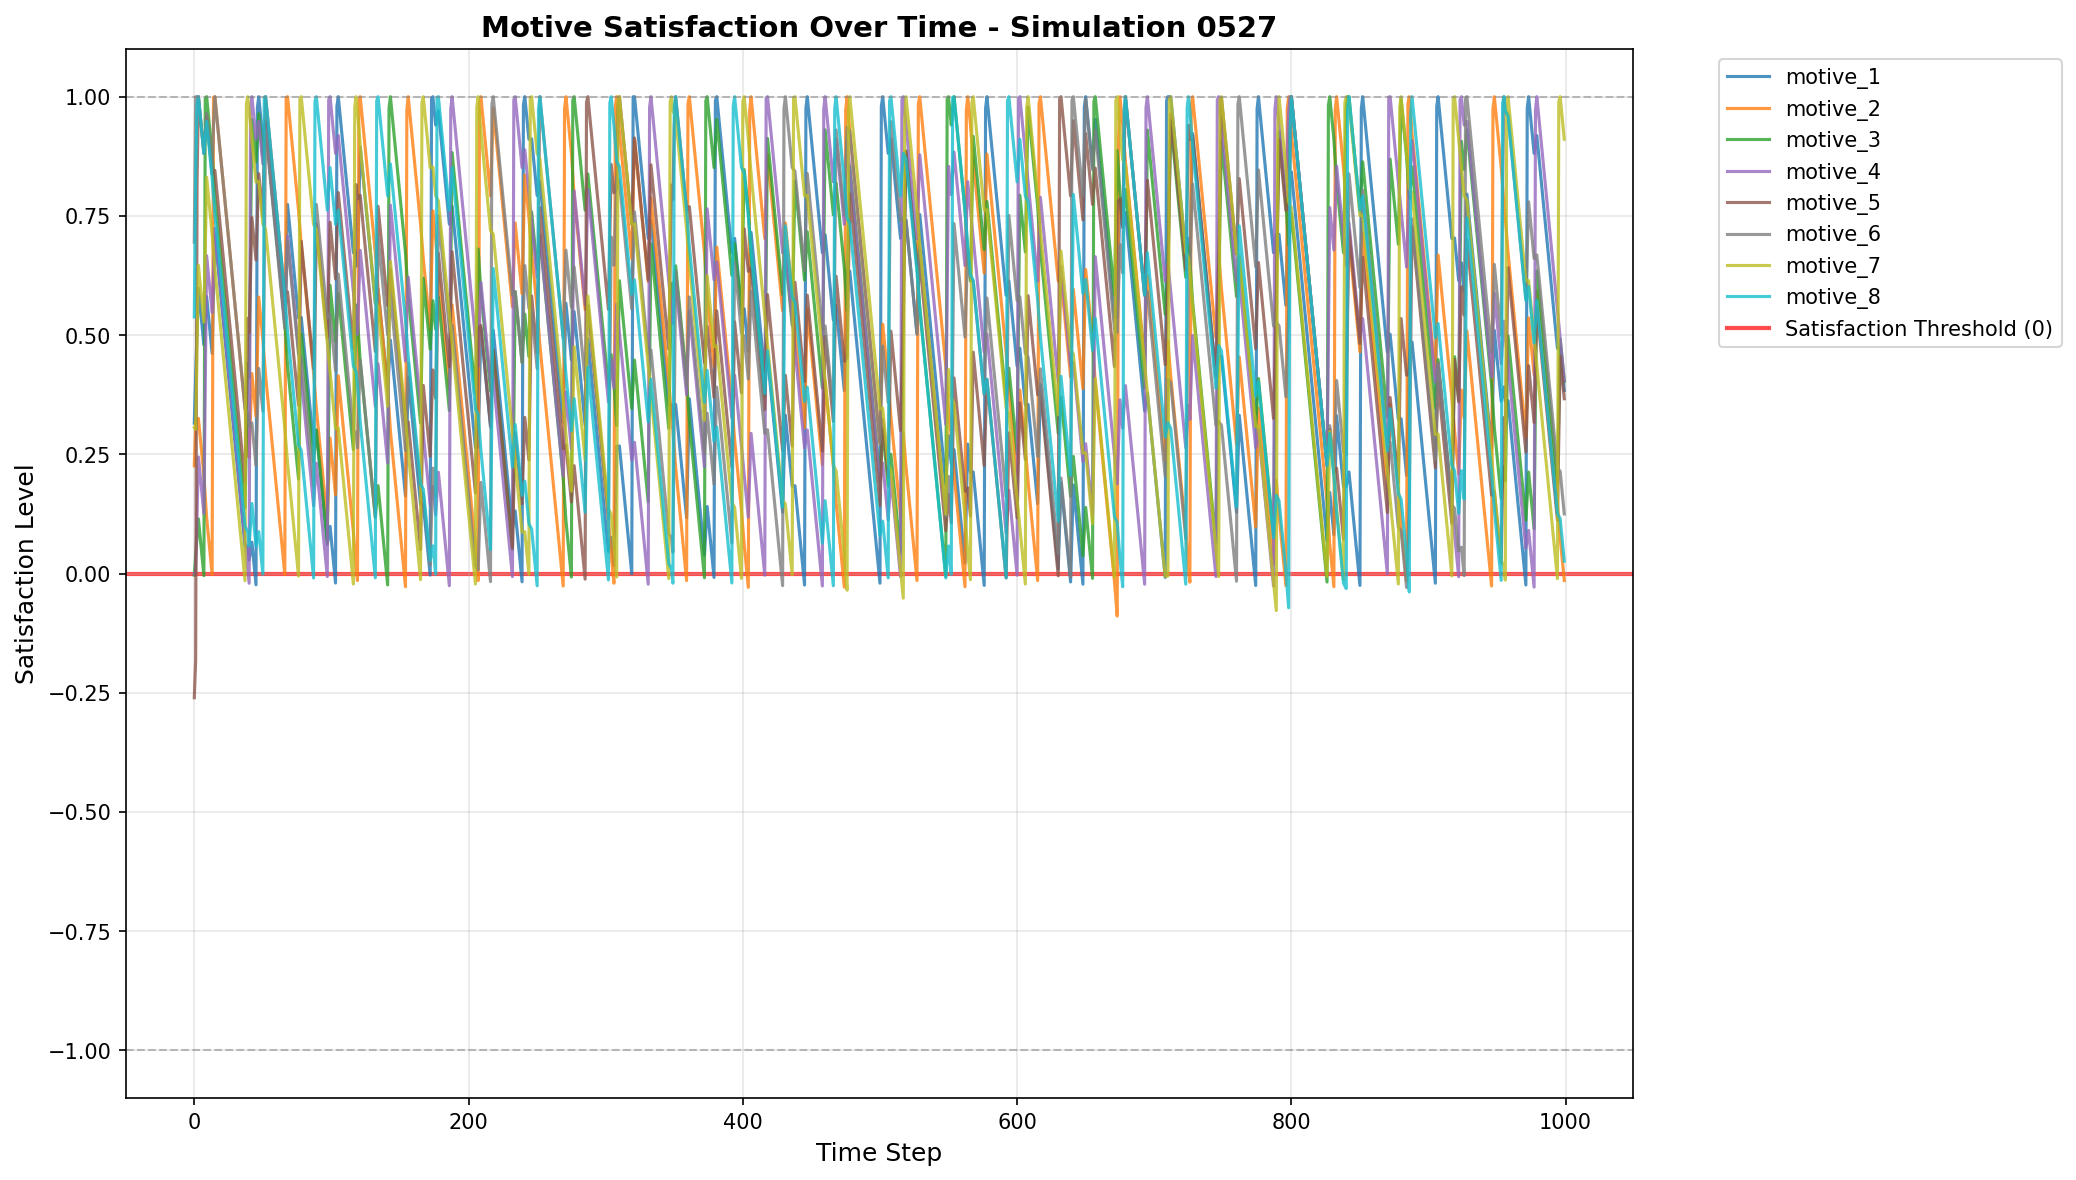 Motive Satisfaction Over Time - Simulation 0527
Satisfaction Level
1.00
0.75
0.50
0.25
0.00
−0.25
−0.50
−0.75
−1.00
0
200
400
600
800
1000
Time Step
motive_1
motive_2
motive_3
motive_4
motive_5
motive_6
motive_7
motive_8
Satisfaction Threshold (0)